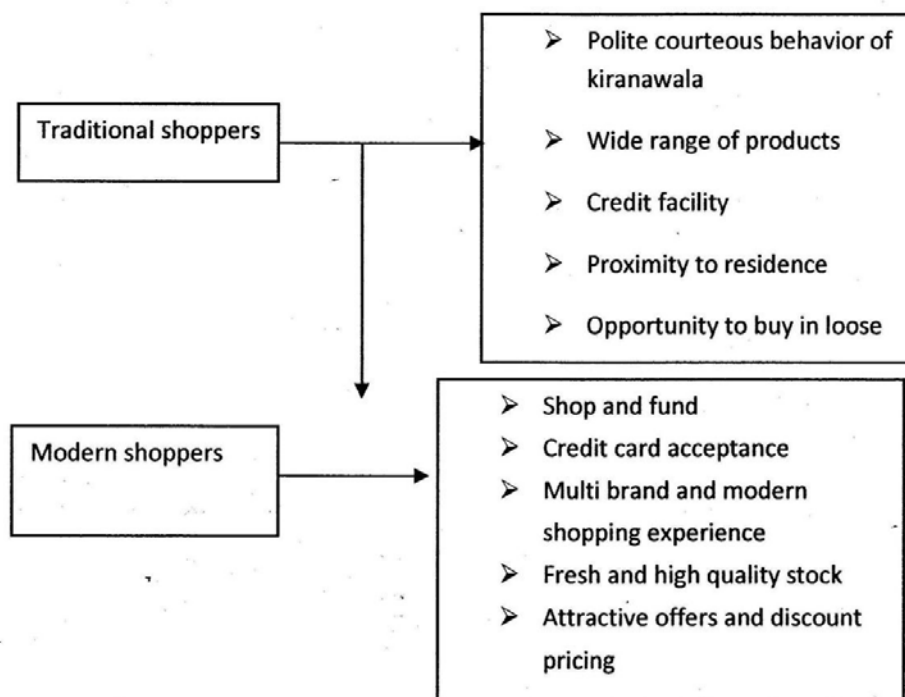 Traditional shoppers
➢ Polite courteous behavior of
kiranawala
➢ Wide range of products
➢ Credit facility
➢ Proximity to residence
➢ Opportunity to buy in loose
Modern shoppers
➢ Shop and fund
➢ Credit card acceptance
➢ Multi brand and modern
shopping experience
➢ Fresh and high quality stock
➢ Attractive offers and discount
pricing